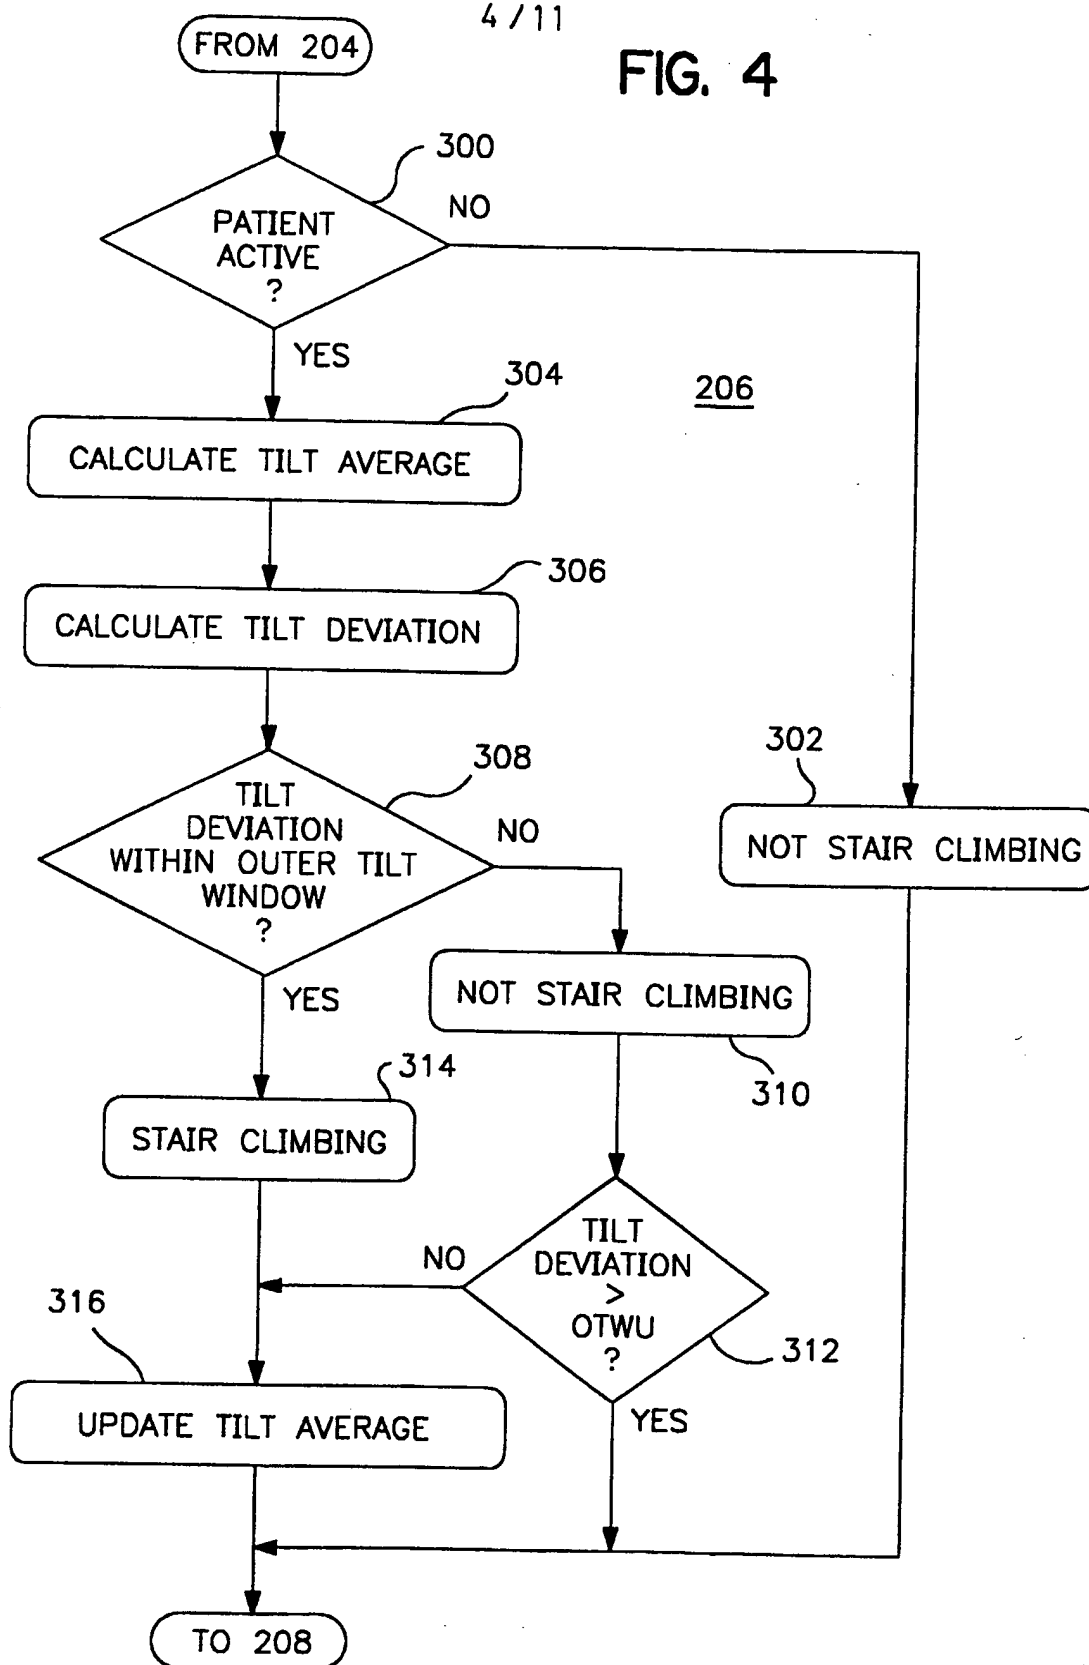 4/11
FIG. 4
FROM 204
300
PATIENT
ACTIVE
?
NO
YES
304
206
CALCULATE TILT AVERAGE
306
CALCULATE TILT DEVIATION
308
TILT
DEVIATION
WITHIN OUTER TILT
WINDOW
?
NO
302
NOT STAIR CLIMBING
YES
NOT STAIR CLIMBING
310
314
STAIR CLIMBING
TILT
DEVIATION
>
OTWU
?
NO
312
316
YES
UPDATE TILT AVERAGE
TO 208